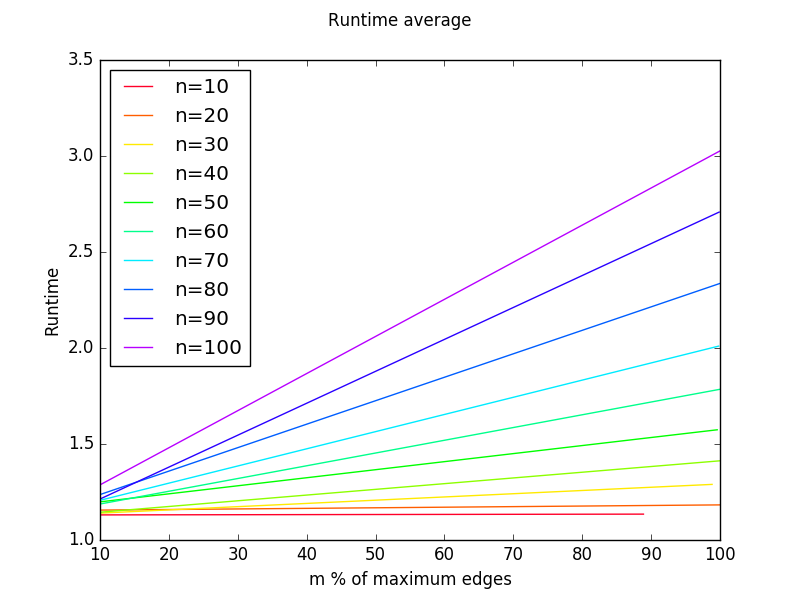 Runtime average
3.5
3.0
2.5
2.0
1.5
1.0
Runtime
n=10
n=20
n=30
n=40
n=50
n=60
n=70
n=80
n=90
n=100
10 20 30 40 50 60 70 80 90 100
m % of maximum edges